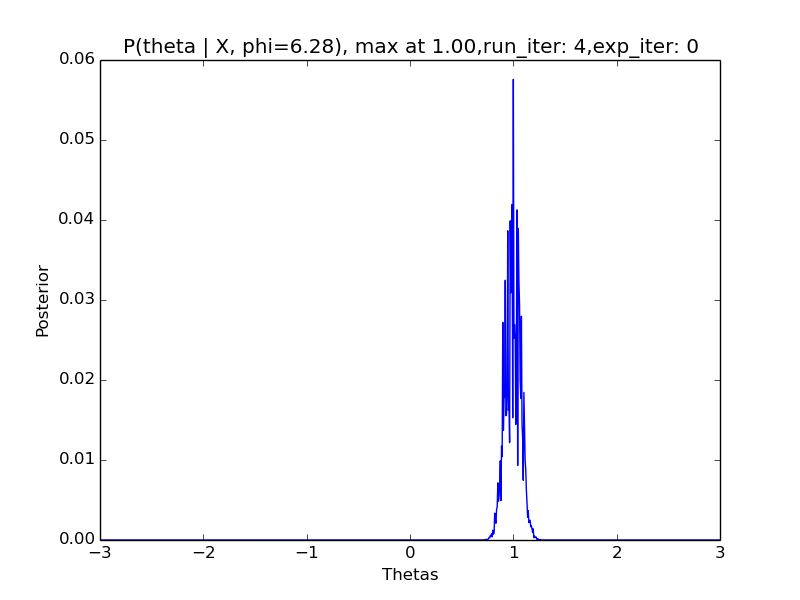 P(theta | X, phi=6.28), max at 1.00,run_iter: 4,exp_iter: 0
0.06
0.05
0.04
0.03
0.02
0.01
0.00
Posterior
−3 −2 −1 0 1 2 3
Thetas